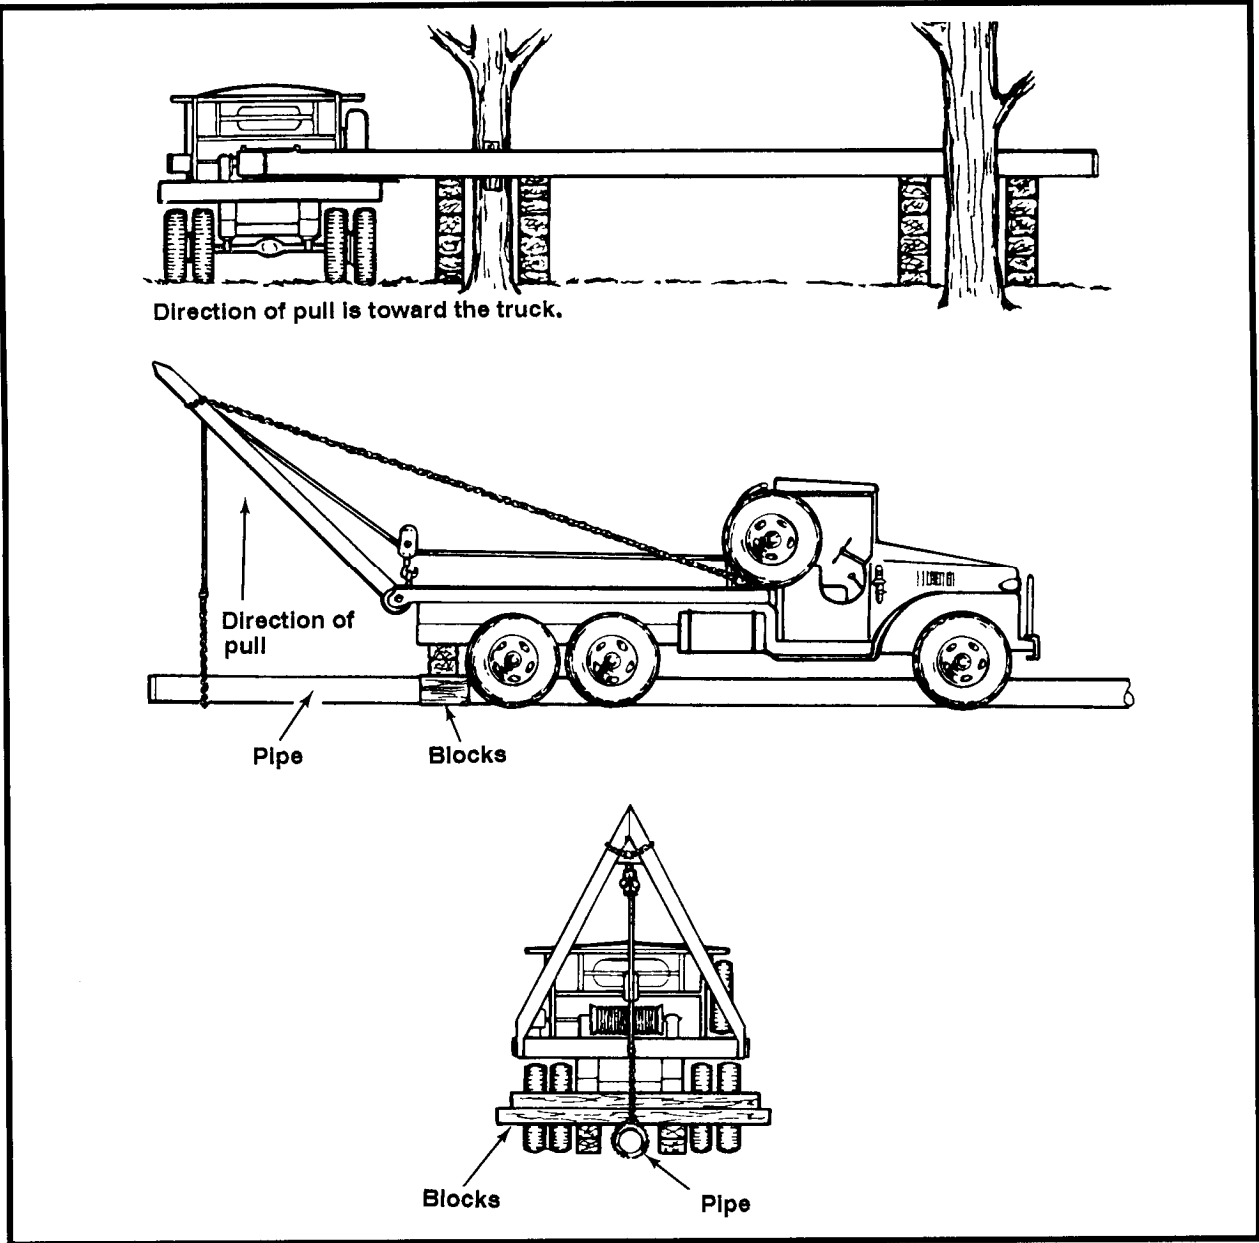 Direction of pull is toward the truck.
Direction of
pull
Pipe
Blocks
Blocks
Pipe